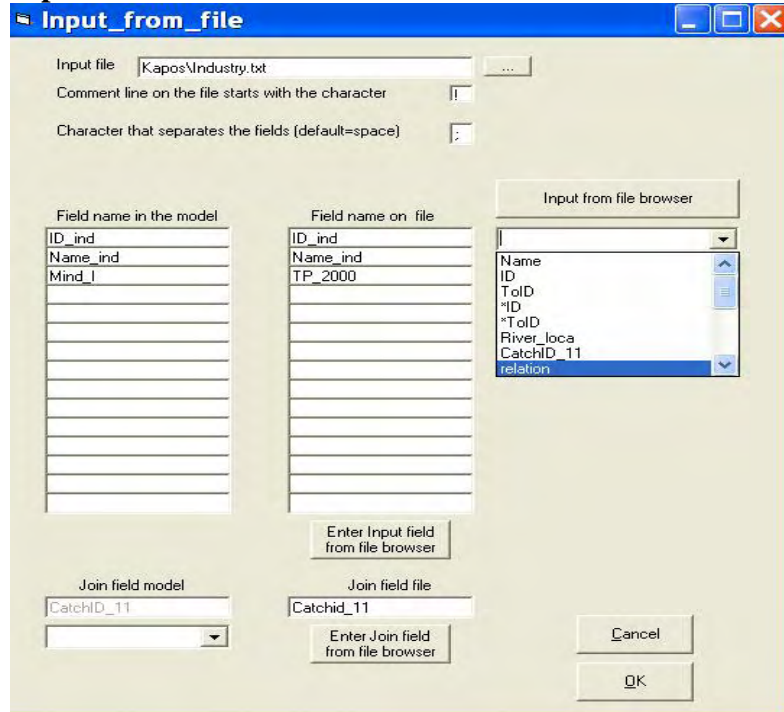 Input_from_file
Input file Kapos\Industry.txt ...
Comment line on the file starts with the character !
Character that separates the fields (default=space) ;
Input from file browser
Field name in the model Field name on file
ID_ind ID_ind
Name_ind Name_ind
Mind_I TP_2000
Name
ID
ToID
*ID
*ToID
River_loca
CatchID_11
relation
Enter Input field
from file browser
Join field model Join field file
CatchID_11 Catchid_11
Enter Join field
from file browser
Cancel
OK